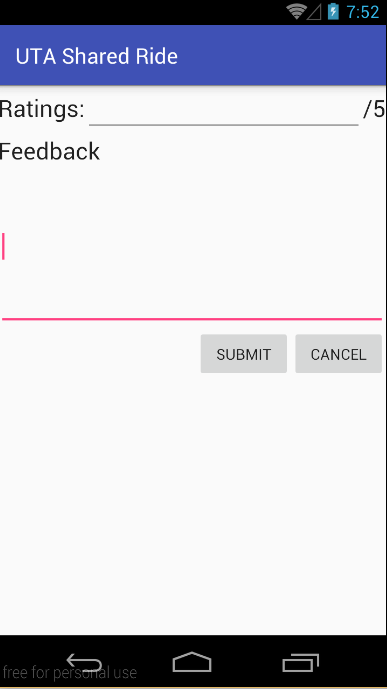 7:52
UTA Shared Ride
Ratings: /5
Feedback
SUBMIT CANCEL
free for personal use